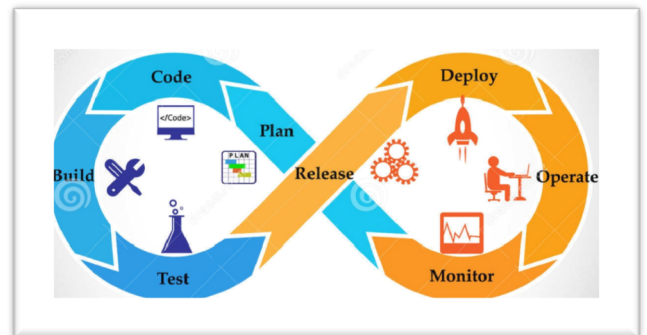 Code
Deploy
</Code>
Plan
PLAN
Build
Release
Operate
Test
Monitor